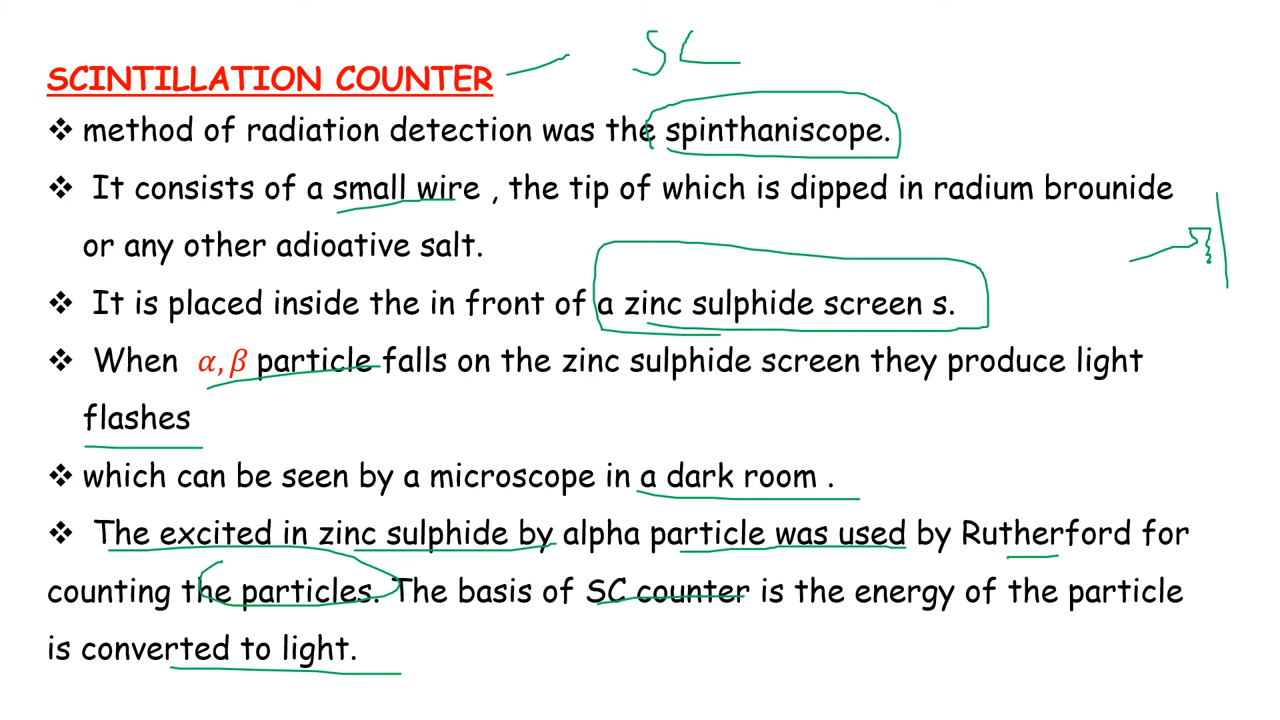 SC
SCINTILLATION COUNTER
❖ method of radiation detection was the spinthaniscope.
❖ It consists of a small wire , the tip of which is dipped in radium brounide
or any other adioative salt.
❖ It is placed inside the in front of a zinc sulphide screen s.
❖ When α, β particle falls on the zinc sulphide screen they produce light
flashes
❖ which can be seen by a microscope in a dark room .
❖ The excited in zinc sulphide by alpha particle was used by Rutherford for
counting the particles. The basis of SC counter is the energy of the particle
is converted to light.